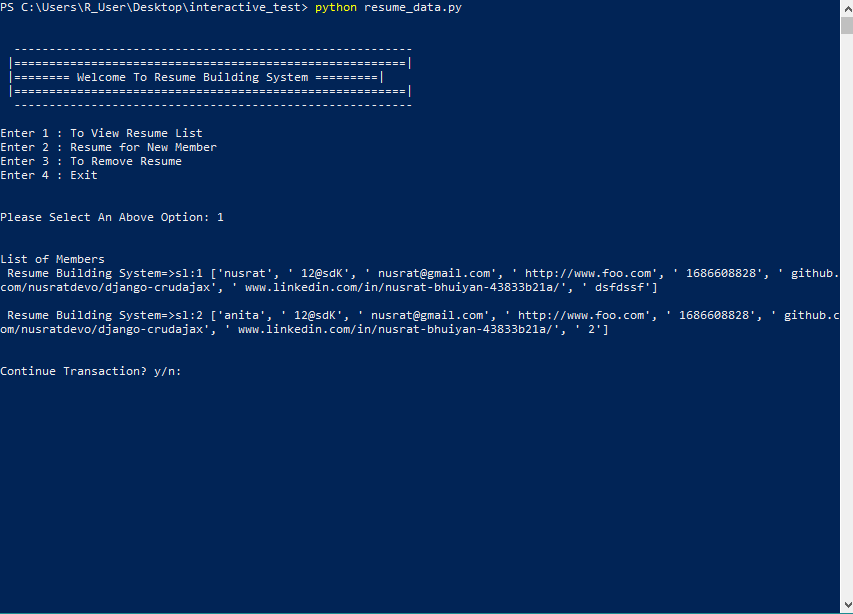 PS C:\Users\R_User\Desktop\interactive_test> python resume_data.py
---------------------------------------------------------
|========================================================|
|======== Welcome To Resume Building System =========|
|========================================================|
---------------------------------------------------------
Enter 1 : To View Resume List
Enter 2 : Resume for New Member
Enter 3 : To Remove Resume
Enter 4 : Exit
Please Select An Above Option: 1
List of Members
Resume Building System=>sl:1 ['nusrat', ' 12@sdK', ' nusrat@gmail.com', ' http://www.foo.com', ' 1686608828', ' github.
com/nusratdevo/django-crudajax', ' www.linkedin.com/in/nusrat-bhuiyan-43833b21a/', ' dsfdssf']
Resume Building System=>sl:2 ['anita', ' 12@sdK', ' nusrat@gmail.com', ' http://www.foo.com', ' 1686608828', ' github.c
om/nusratdevo/django-crudajax', ' www.linkedin.com/in/nusrat-bhuiyan-43833b21a/', ' 2']
Continue Transaction? y/n: